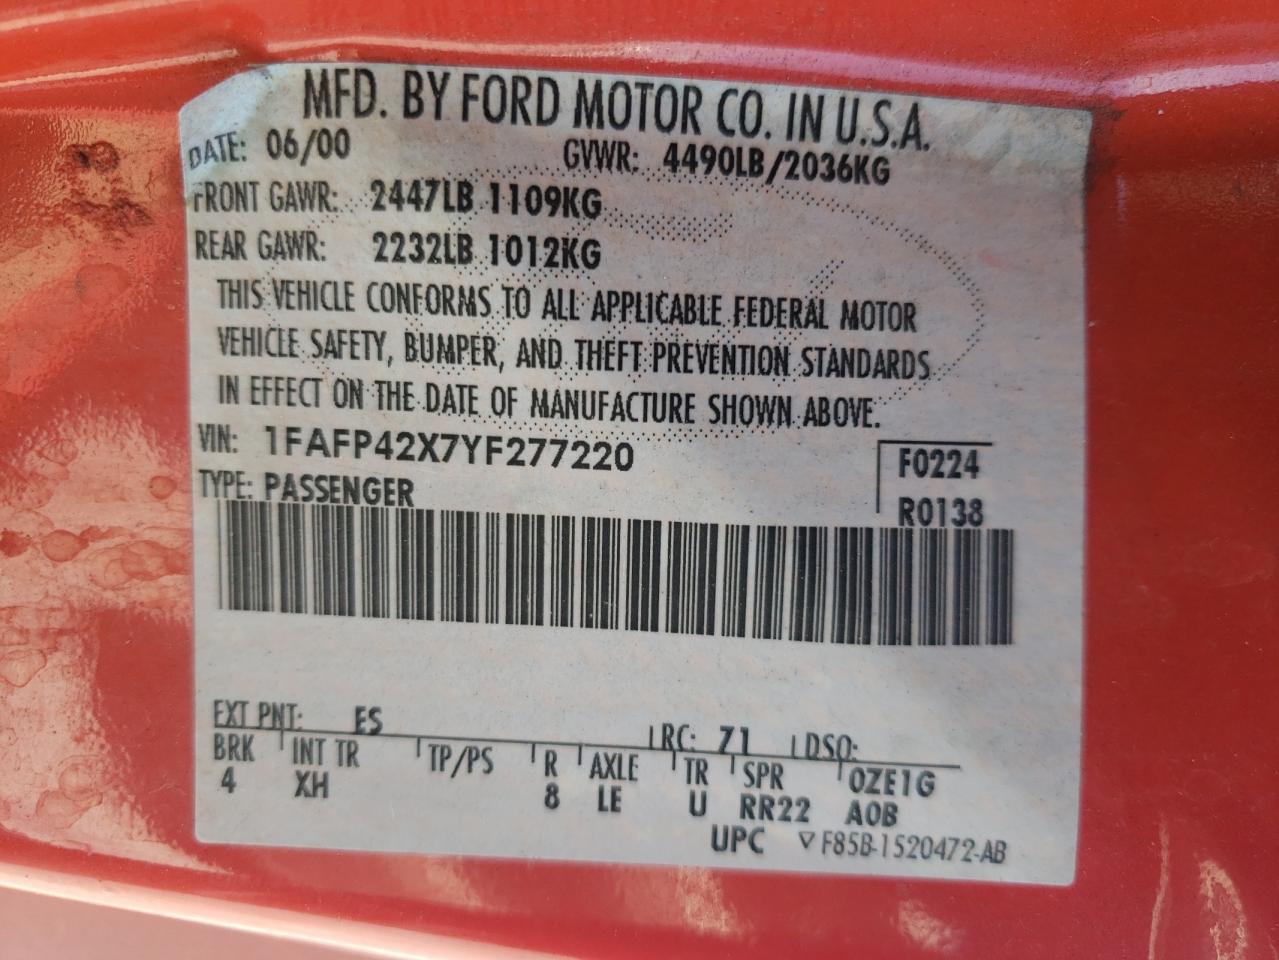 MFD. BY FORD MOTOR CO. IN U.S.A.
DATE: 06/00 GVWR: 4490LB/2036KG
FRONT GAWR: 2447LB 1109KG
REAR GAWR: 2232LB 1012KG
THIS VEHICLE CONFORMS TO ALL APPLICABLE FEDERAL MOTOR
VEHICLE SAFETY, BUMPER, AND THEFT PREVENTION STANDARDS
IN EFFECT ON THE DATE OF MANUFACTURE SHOWN ABOVE.
VIN: 1FAFP42X7YF277220 F0224
TYPE: PASSENGER R0138
EXT PNT: ES RC: 71 DSO:
BRK INT TR TP/PS R AXLE TR SPR 0ZE1G
4 XH 8 LE U RR22 A0B
UPC ▽F85B-1520472-AB